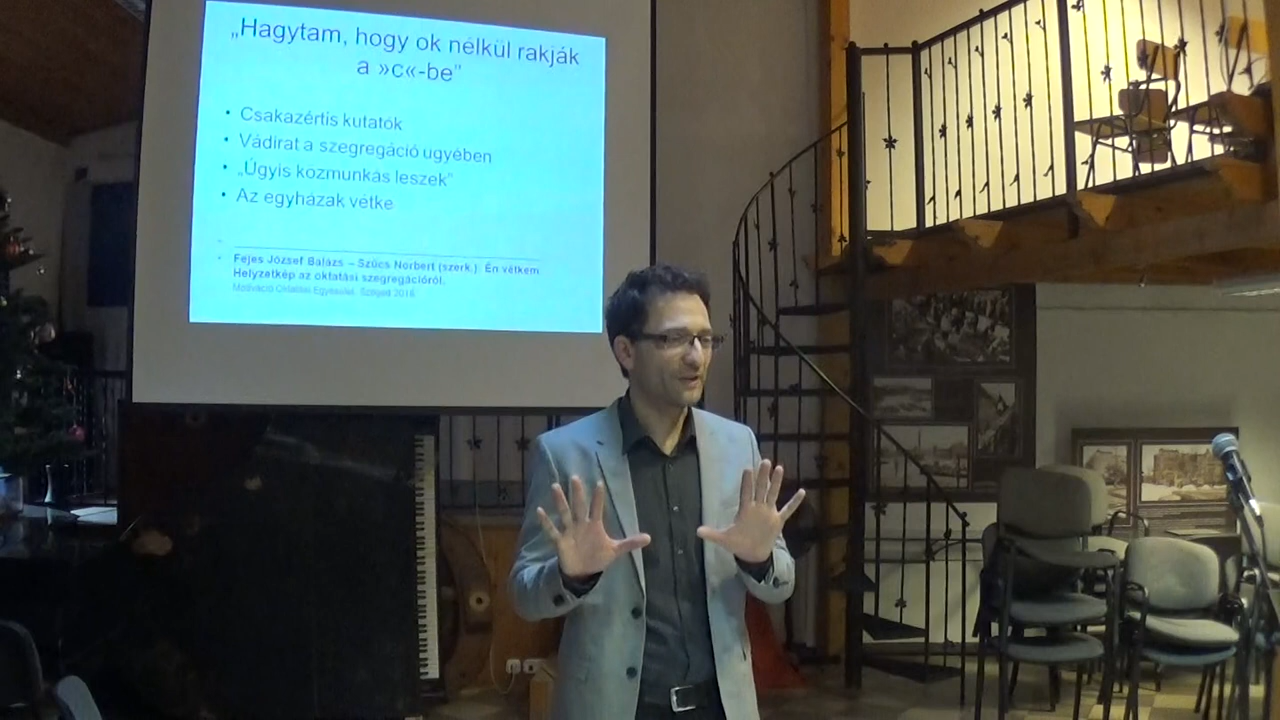 „Hagytam, hogy ok nélkül rakják
a »c«-be”
• Csakazértis kutatók
• Vádirat a szegregáció ügyében
• „Úgyis közmunkás leszek”
• Az egyházak vétke
Fejes József Balázs – Szűcs Norbert (szerk.): Én vétkem.
Helyzetkép az oktatási szegregációról.
Motiváció Oktatási Egyesület, Szeged 2018